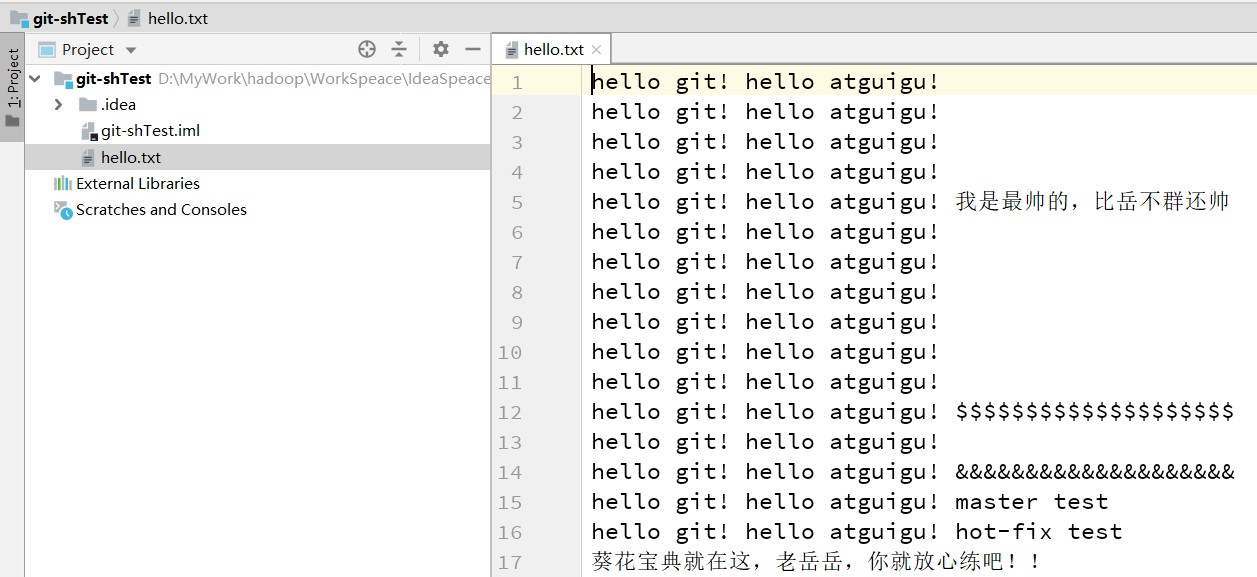 git-shTest hello.txt
1: Project
Project
git-shTest D:\MyWork\hadoop\WorkSpeace\IdeaSpeace
.idea
git-shTest.iml
hello.txt
External Libraries
Scratches and Consoles
hello.txt
1 hello git! hello atguigu!
2 hello git! hello atguigu!
3 hello git! hello atguigu!
4 hello git! hello atguigu!
5 hello git! hello atguigu! 我是最帅的，比岳不群还帅
6 hello git! hello atguigu!
7 hello git! hello atguigu!
8 hello git! hello atguigu!
9 hello git! hello atguigu!
10 hello git! hello atguigu!
11 hello git! hello atguigu!
12 hello git! hello atguigu! $$$$$$$$$$$$$$$$$$$$
13 hello git! hello atguigu!
14 hello git! hello atguigu! &&&&&&&&&&&&&&&&&&&&
15 hello git! hello atguigu! master test
16 hello git! hello atguigu! hot-fix test
17 葵花宝典就在这，老岳岳，你就放心练吧！！